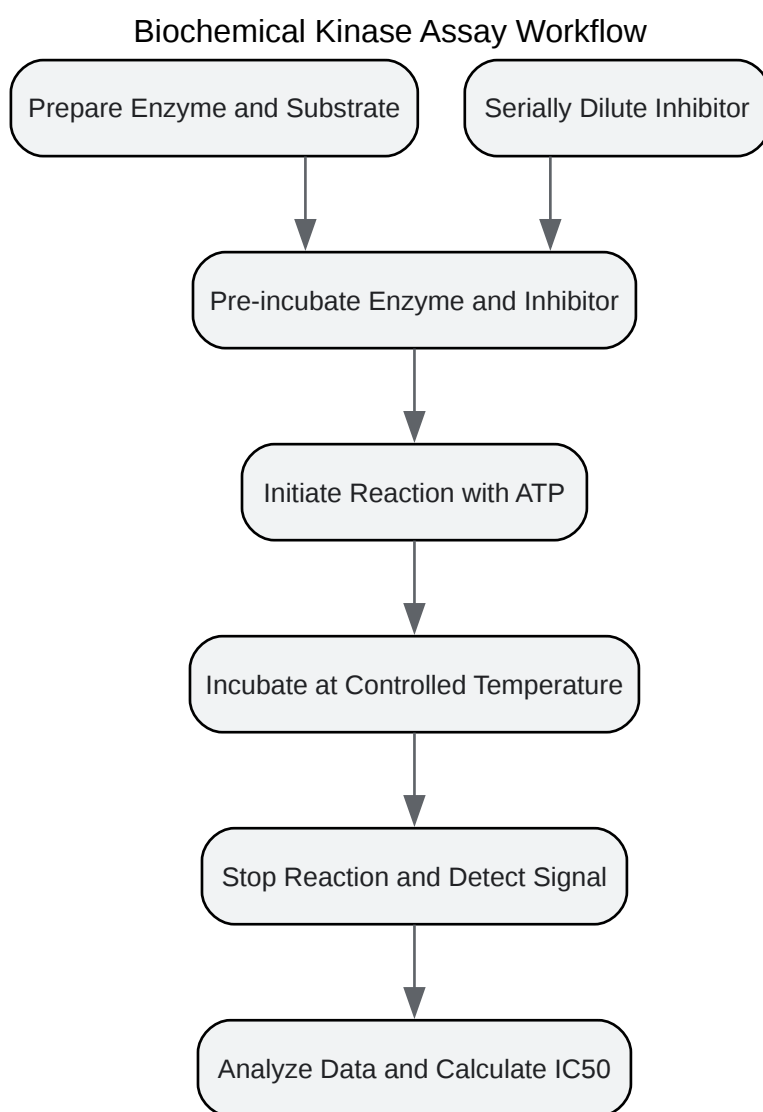 Biochemical Kinase Assay Workflow
Prepare Enzyme and Substrate
Serially Dilute Inhibitor
Pre-incubate Enzyme and Inhibitor
Initiate Reaction with ATP
Incubate at Controlled Temperature
Stop Reaction and Detect Signal
Analyze Data and Calculate IC50